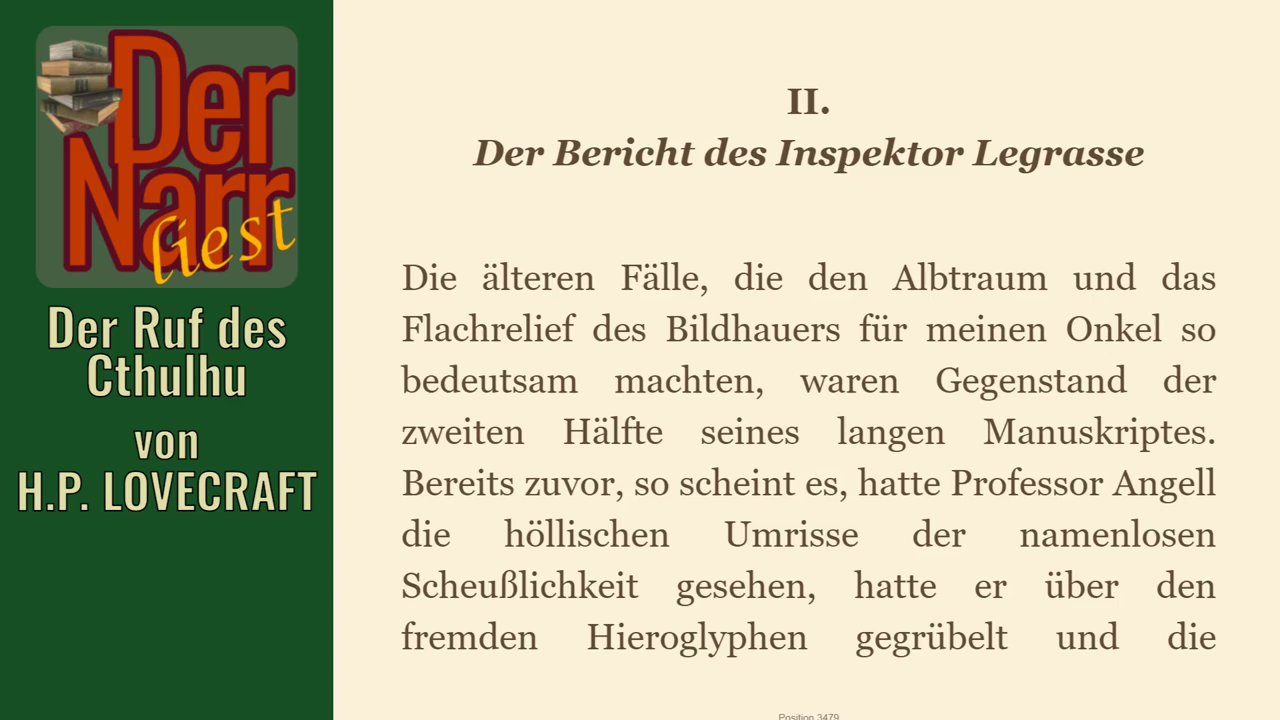 Der
Narr
liest
Der Ruf des
Cthulhu
von
H.P. LOVECRAFT
II.
Der Bericht des Inspektor Legrasse
Die älteren Fälle, die den Albtraum und das
Flachrelief des Bildhauers für meinen Onkel so
bedeutsam machten, waren Gegenstand der
zweiten Hälfte seines langen Manuskriptes.
Bereits zuvor, so scheint es, hatte Professor Angell
die höllischen Umrisse der namenlosen
Scheußlichkeit gesehen, hatte er über den
fremden Hieroglyphen gegrübelt und die
Position 3479